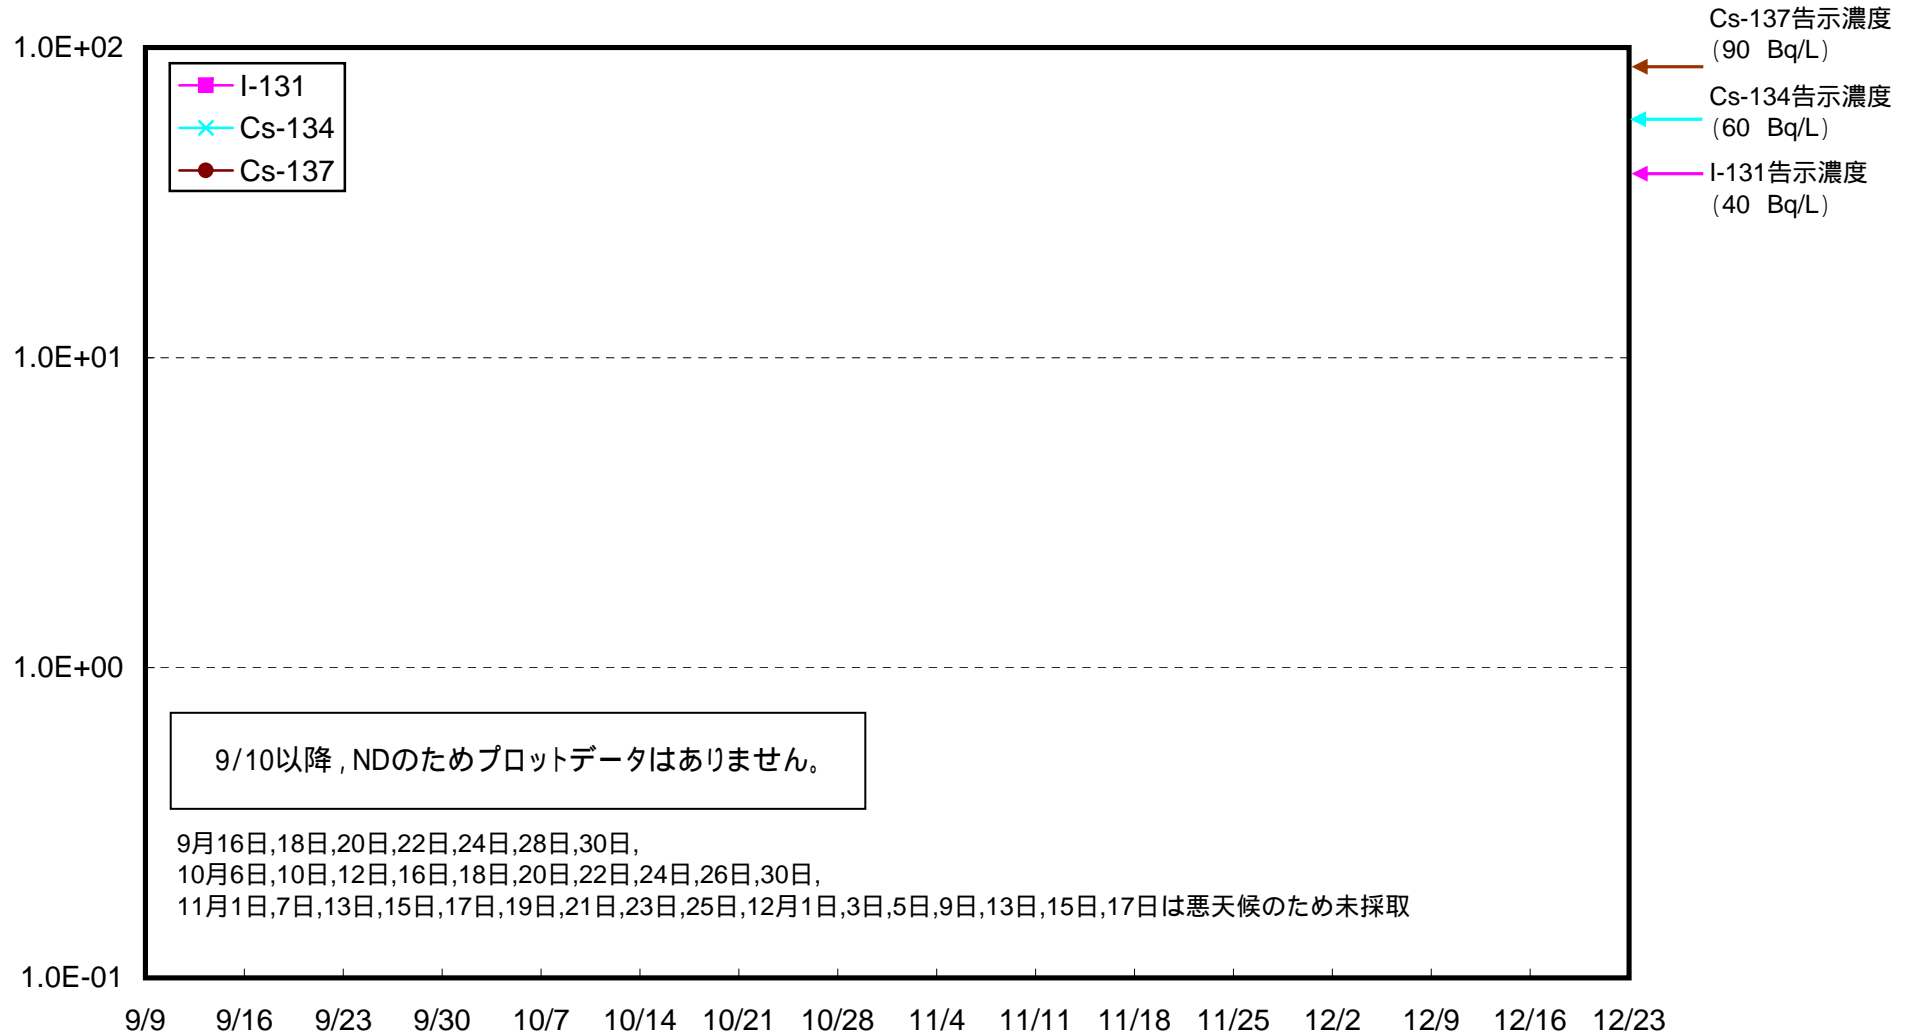 Cs-137告示濃度
(90 Bq/L)
Cs-134告示濃度
(60 Bq/L)
I-131告示濃度
(40 Bq/L)
1.0E+02
1.0E+01
1.0E+00
1.0E-01
I-131
Cs-134
Cs-137
9/10以降,NDのためプロットデータはありません。
9月16日,18日,20日,22日,24日,28日,30日,
10月6日,10日,12日,16日,18日,20日,22日,24日,26日,30日,
11月1日,7日,13日,15日,17日,19日,21日,23日,25日,12月1日,3日,5日,9日,13日,15日,17日は悪天候のため未採取
9/9 9/16 9/23 9/30 10/7 10/14 10/21 10/28 11/4 11/11 11/18 11/25 12/2 12/9 12/16 12/23